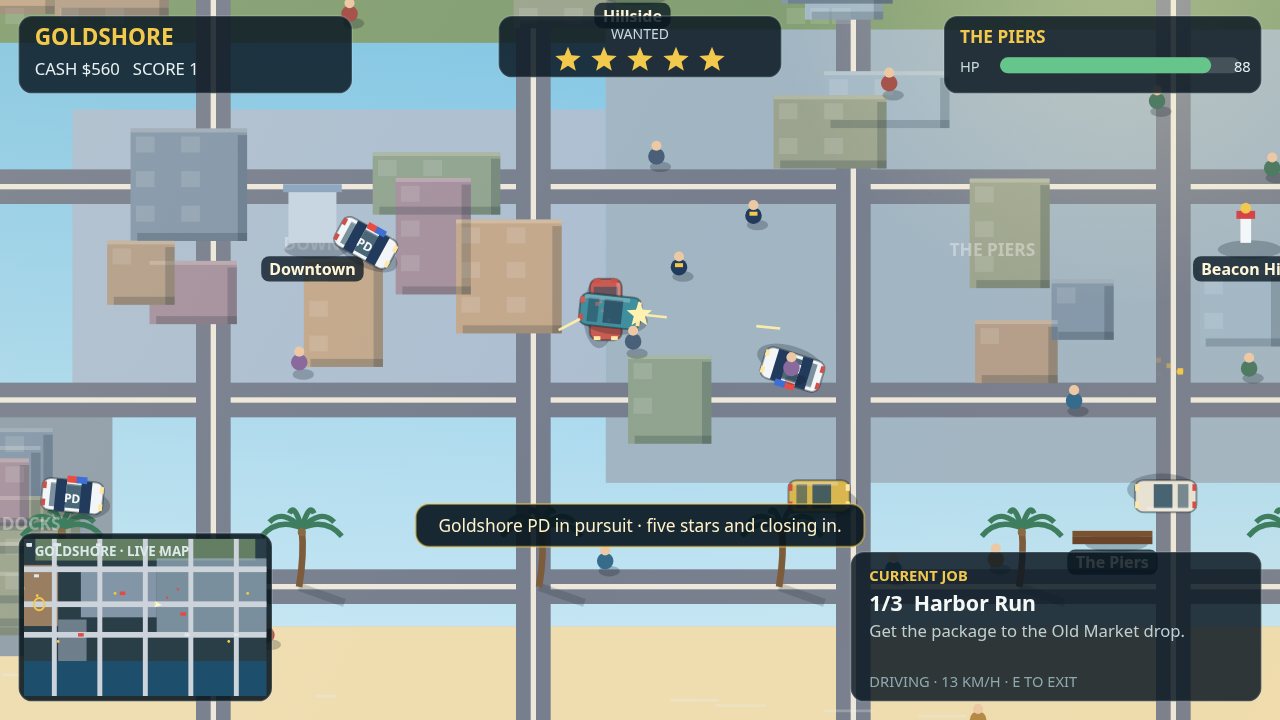 Hillside
GOLDSHORE
CASH $560 SCORE 1
WANTED
THE PIERS
HP
88
PD
Downtown
THE PIERS
Beacon Hi
PD
DOCKS
Goldshore PD in pursuit · five stars and closing in.
GOLDSHORE · LIVE MAP
The Piers
CURRENT JOB
1/3 Harbor Run
Get the package to the Old Market drop.
DRIVING · 13 KM/H · E TO EXIT